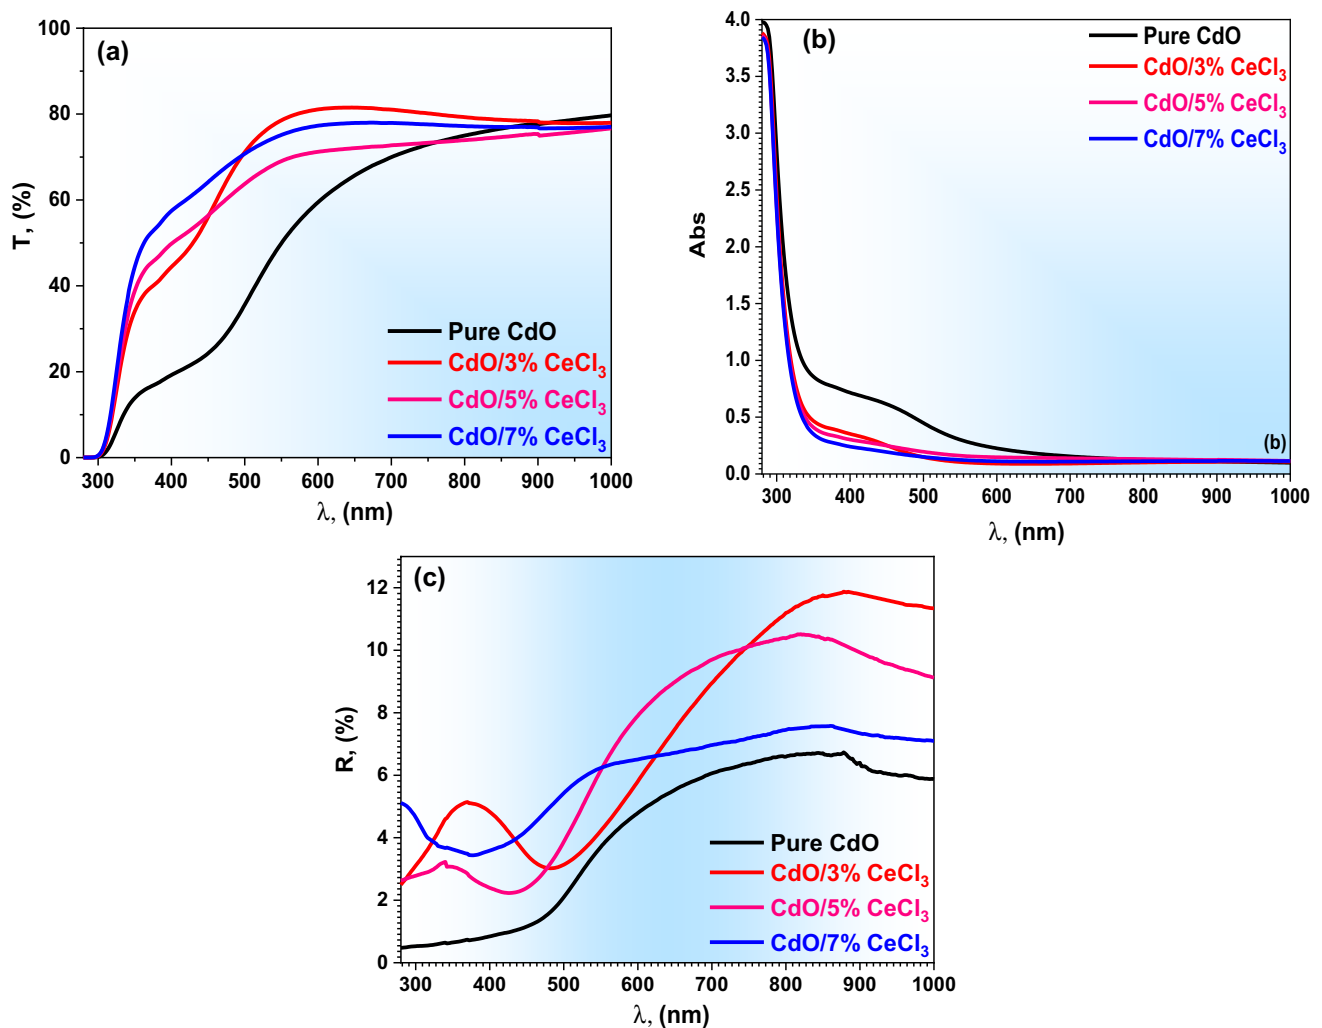 (a)
100
80
60
40
20
0
T, (%)
300 400 500 600 700 800 900 1000
λ, (nm)
Pure CdO
CdO/3% CeCl₃
CdO/5% CeCl₃
CdO/7% CeCl₃
(b)
4.0
3.5
3.0
2.5
2.0
1.5
1.0
0.5
0.0
Abs
300 400 500 600 700 800 900 1000
λ, (nm)
Pure CdO
CdO/3% CeCl₃
CdO/5% CeCl₃
CdO/7% CeCl₃
(b)
(c)
12
10
8
6
4
2
0
R, (%)
300 400 500 600 700 800 900 1000
λ, (nm)
Pure CdO
CdO/3% CeCl₃
CdO/5% CeCl₃
CdO/7% CeCl₃